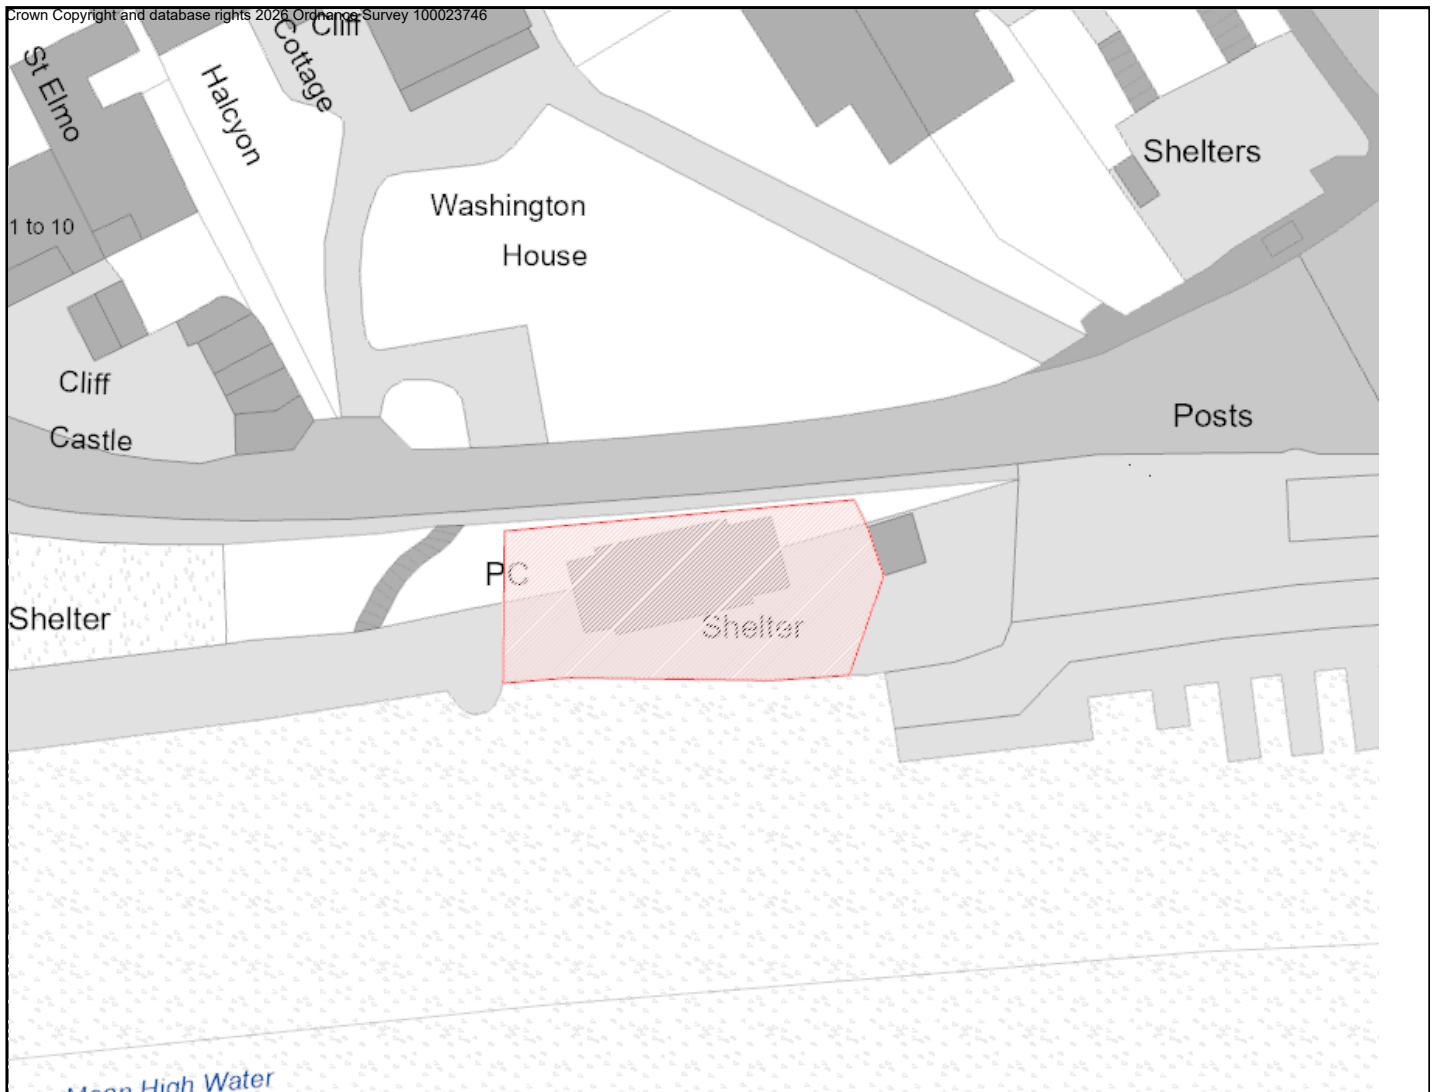 Crown Copyright and database rights 2026 Ordnance Survey 100023746
Cliff
Cottage
St Elmo
Halcyon
Shelters
Washington
House
1 to 10
Cliff
Castle
Posts
PC
Shelter
Shelter
Mean High Water